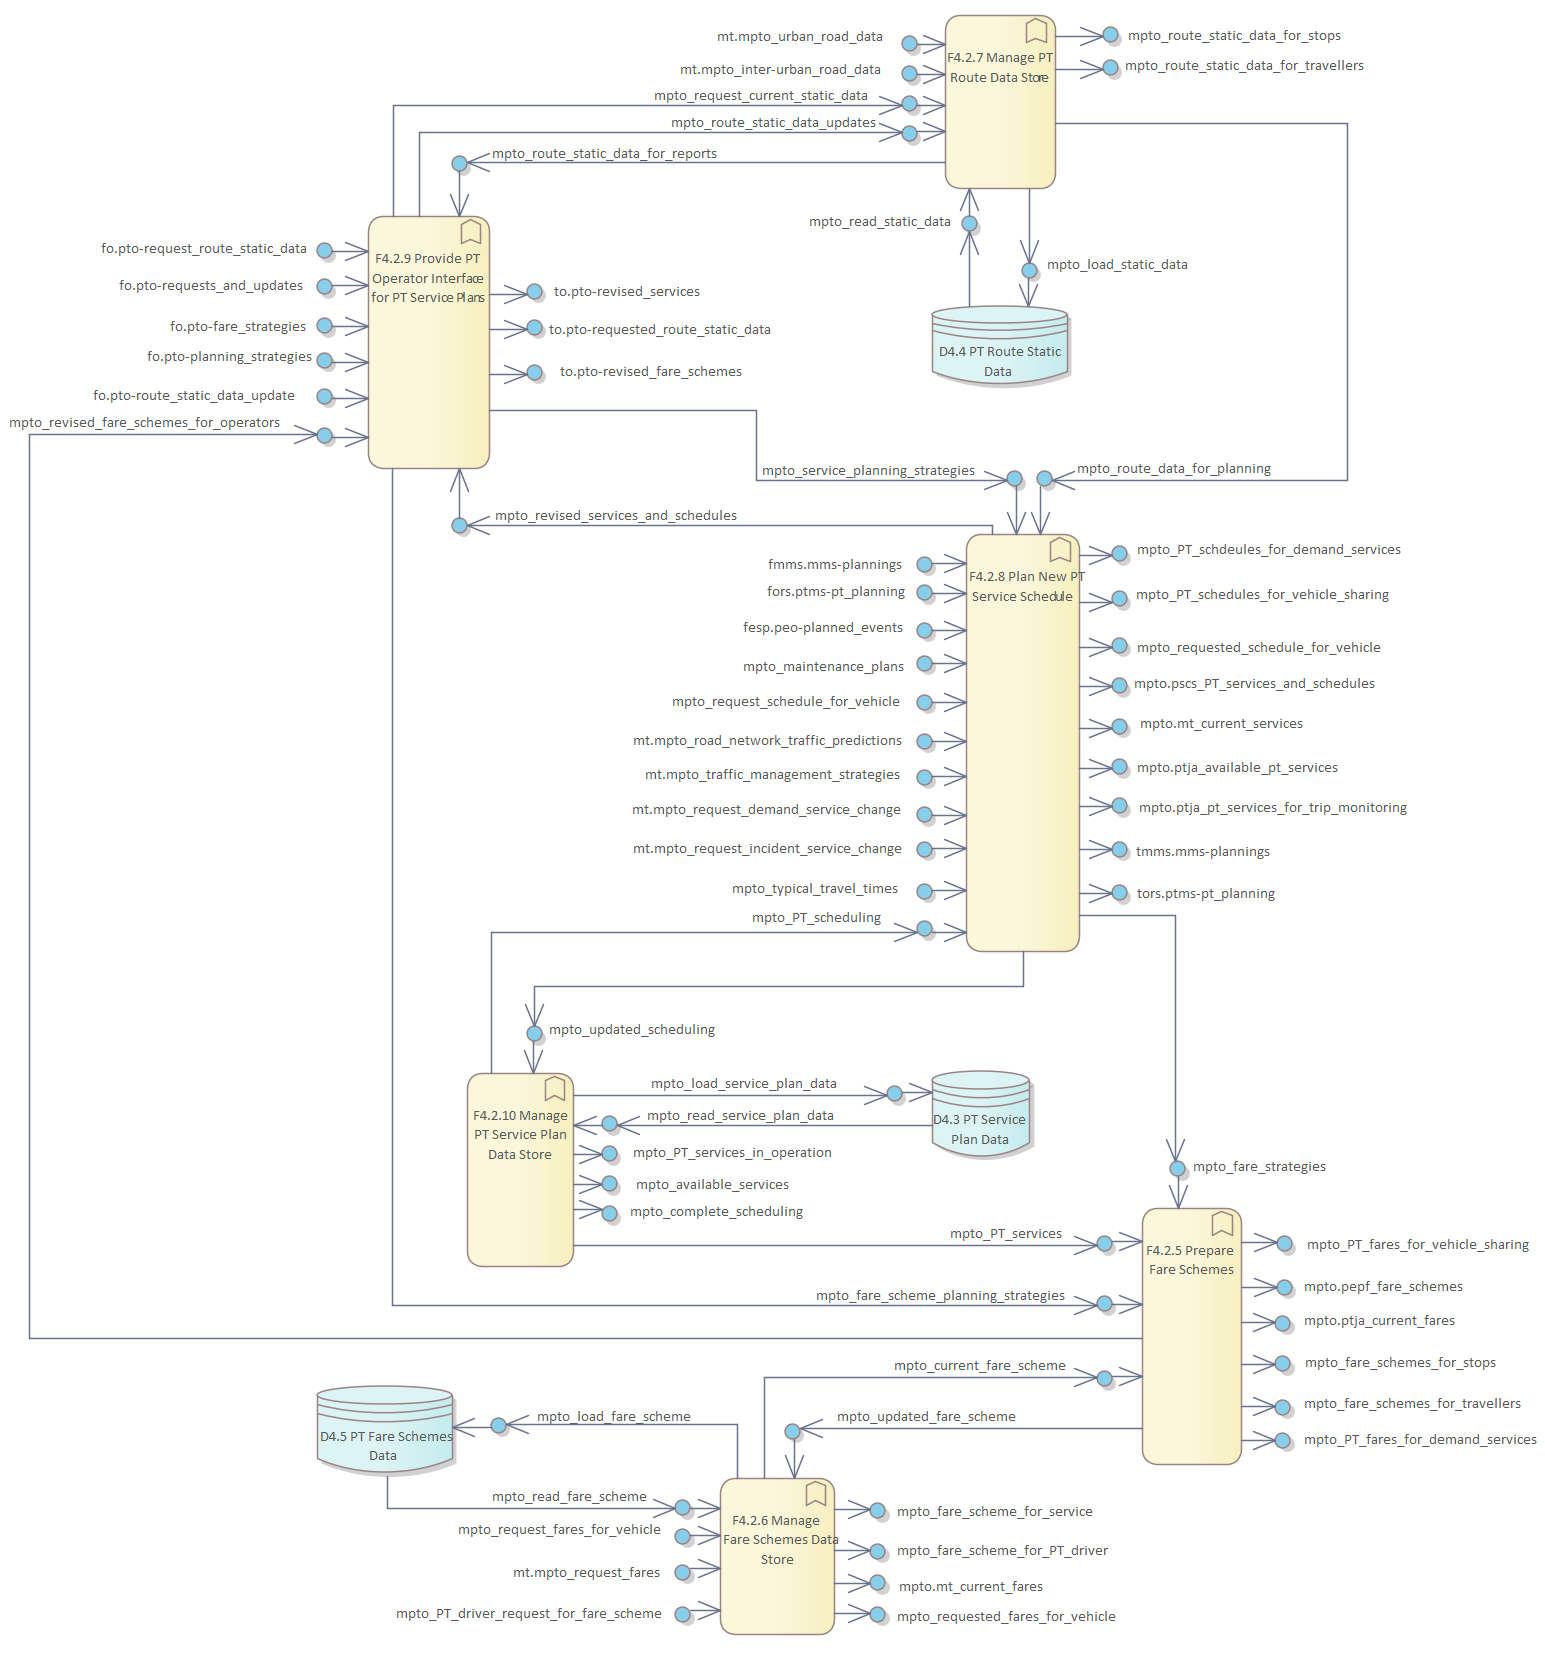 mt.mpto_urban_road_data
mt.mpto_inter-urban_road_data
mpto_request_current_static_data
mpto_route_static_data_updates
mpto_route_static_data_for_reports
F4.2.7 Manage PT
Route Data Store
mpto_route_static_data_for_stops
mpto_route_static_data_for_travellers
mpto_read_static_data
mpto_load_static_data
D4.4 PT Route Static
Data
fo.pto-request_route_static_data
fo.pto-requests_and_updates
fo.pto-fare_strategies
fo.pto-planning_strategies
fo.pto-route_static_data_update
mpto_revised_fare_schemes_for_operators
F4.2.9 Provide PT
Operator Interface
for PT Service Plans
to.pto-revised_services
to.pto-requested_route_static_data
to.pto-revised_fare_schemes
mpto_service_planning_strategies
mpto_route_data_for_planning
mpto_revised_services_and_schedules
fmms.mms-plannings
fors.ptms-pt_planning
fesp.peo-planned_events
mpto_maintenance_plans
mpto_request_schedule_for_vehicle
mt.mpto_road_network_traffic_predictions
mt.mpto_traffic_management_strategies
mt.mpto_request_demand_service_change
mt.mpto_request_incident_service_change
mpto_typical_travel_times
mpto_PT_scheduling
F4.2.8 Plan New PT
Service Schedule
mpto_PT_schdeules_for_demand_services
mpto_PT_schedules_for_vehicle_sharing
mpto_requested_schedule_for_vehicle
mpto.pscs_PT_services_and_schedules
mpto.mt_current_services
mpto.ptja_available_pt_services
mpto.ptja_pt_services_for_trip_monitoring
tmms.mms-plannings
tors.ptms-pt_planning
mpto_updated_scheduling
F4.2.10 Manage
PT Service Plan
Data Store
mpto_load_service_plan_data
mpto_read_service_plan_data
mpto_PT_services_in_operation
mpto_available_services
mpto_complete_scheduling
D4.3 PT Service
Plan Data
mpto_fare_strategies
mpto_PT_services
mpto_fare_scheme_planning_strategies
F4.2.5 Prepare
Fare Schemes
mpto_PT_fares_for_vehicle_sharing
mpto.pepf_fare_schemes
mpto.ptja_current_fares
mpto_fare_schemes_for_stops
mpto_fare_schemes_for_travellers
mpto_PT_fares_for_demand_services
mpto_current_fare_scheme
mpto_updated_fare_scheme
mpto_load_fare_scheme
D4.5 PT Fare Schemes
Data
mpto_read_fare_scheme
mpto_request_fares_for_vehicle
mt.mpto_request_fares
mpto_PT_driver_request_for_fare_scheme
F4.2.6 Manage
Fare Schemes Data
Store
mpto_fare_scheme_for_service
mpto_fare_scheme_for_PT_driver
mpto.mt_current_fares
mpto_requested_fares_for_vehicle